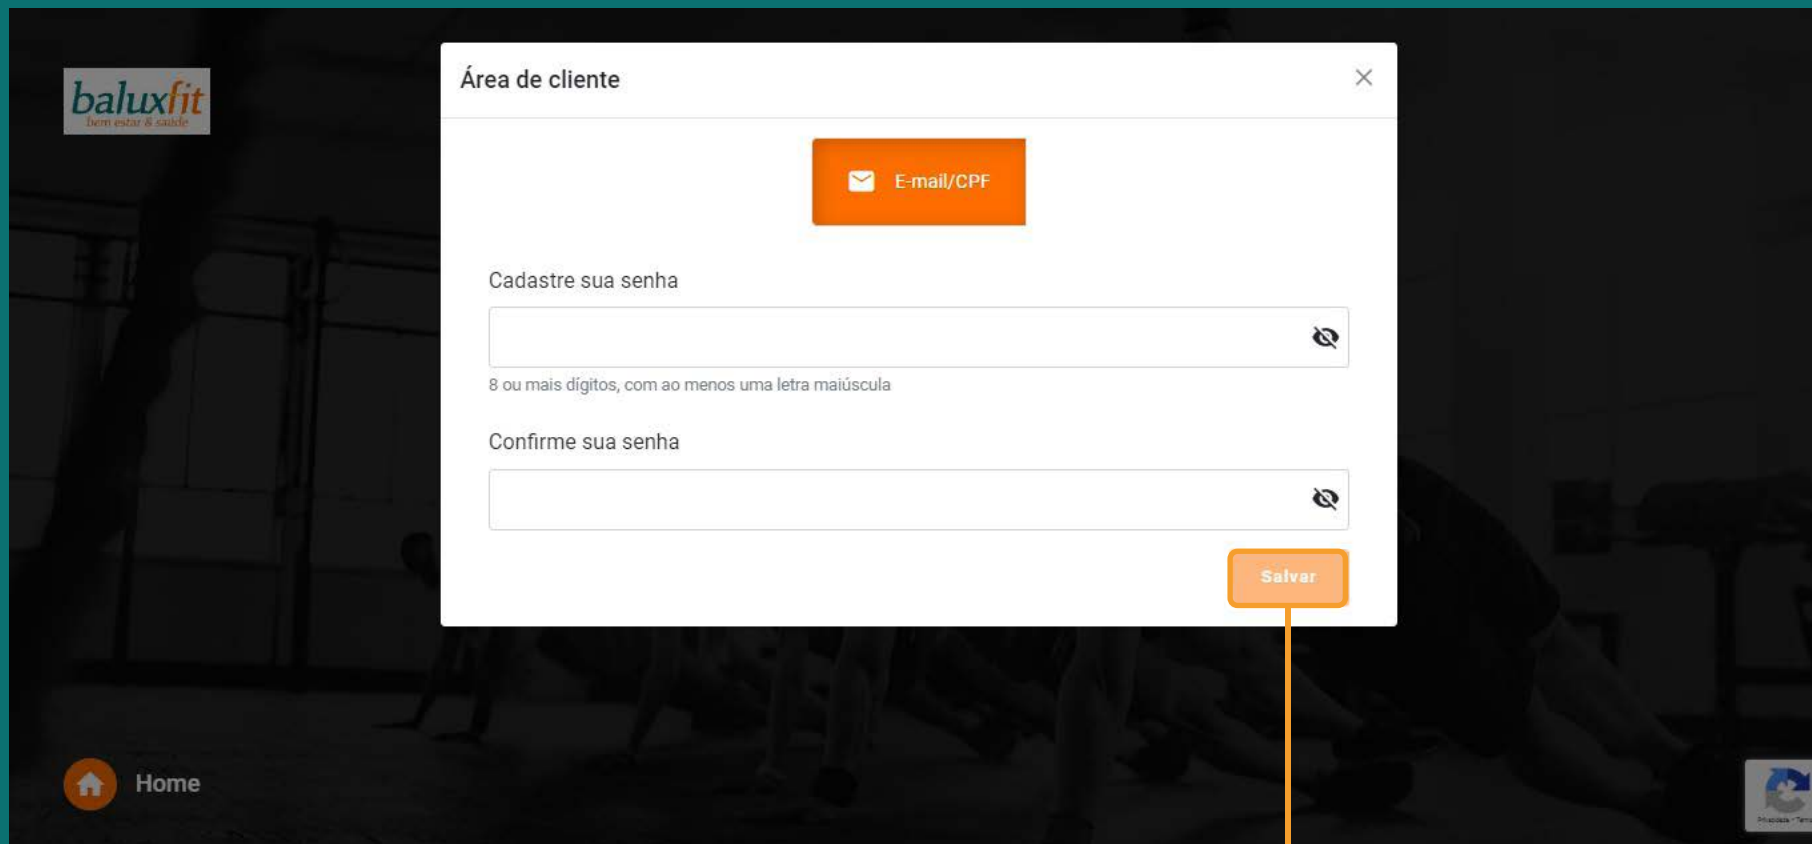 baluxfit
bem estar & saúde
Área de cliente
E-mail/CPF
Cadastre sua senha
8 ou mais dígitos, com ao menos uma letra maiúscula
Confirme sua senha
Salvar
Home